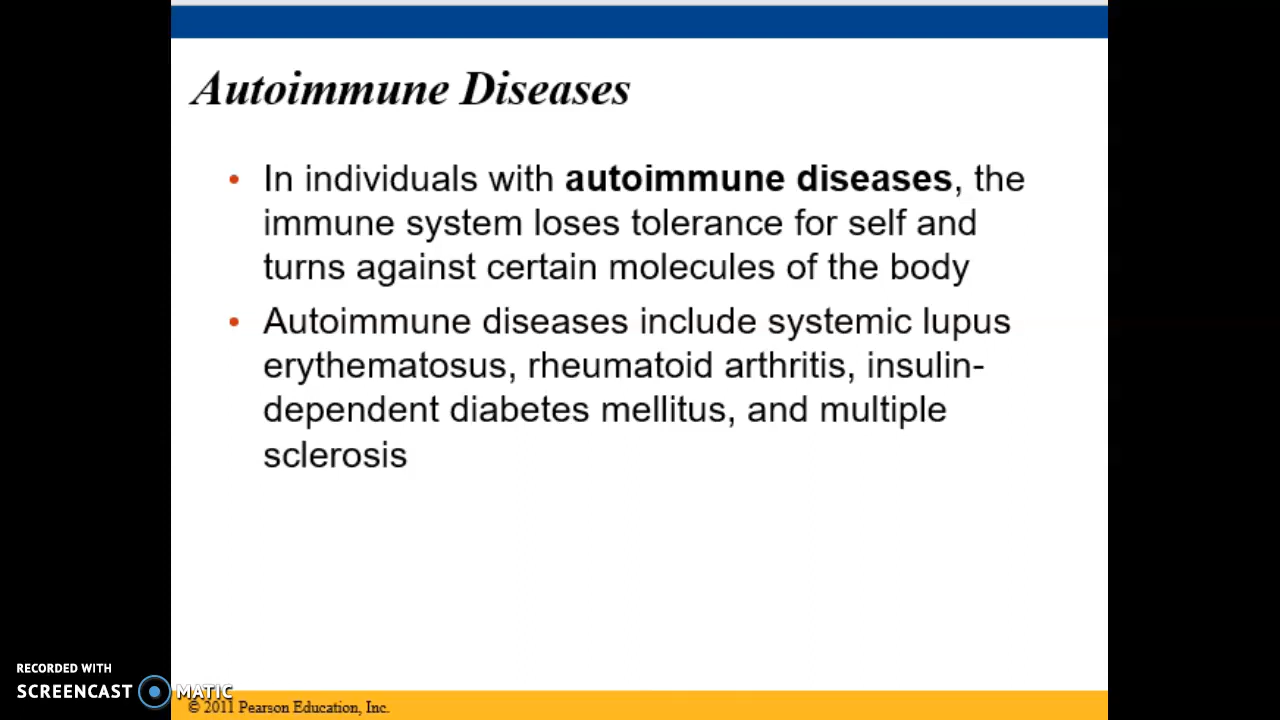 Autoimmune Diseases
• In individuals with autoimmune diseases, the
immune system loses tolerance for self and
turns against certain molecules of the body
• Autoimmune diseases include systemic lupus
erythematosus, rheumatoid arthritis, insulin-
dependent diabetes mellitus, and multiple
sclerosis
RECORDED WITH
SCREENCAST MATIC
© 2011 Pearson Education, Inc.